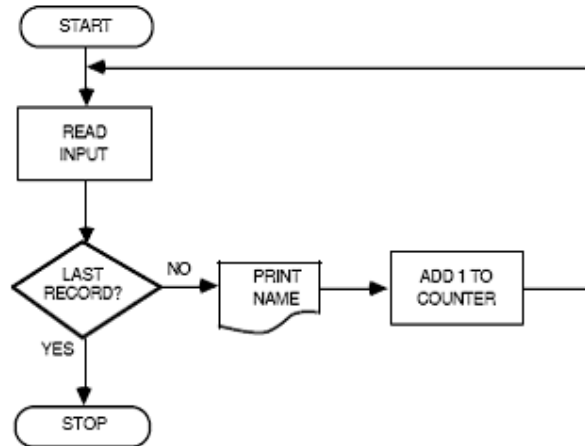 START
READ
INPUT
LAST
RECORD?
NO
PRINT
NAME
ADD 1 TO
COUNTER
YES
STOP